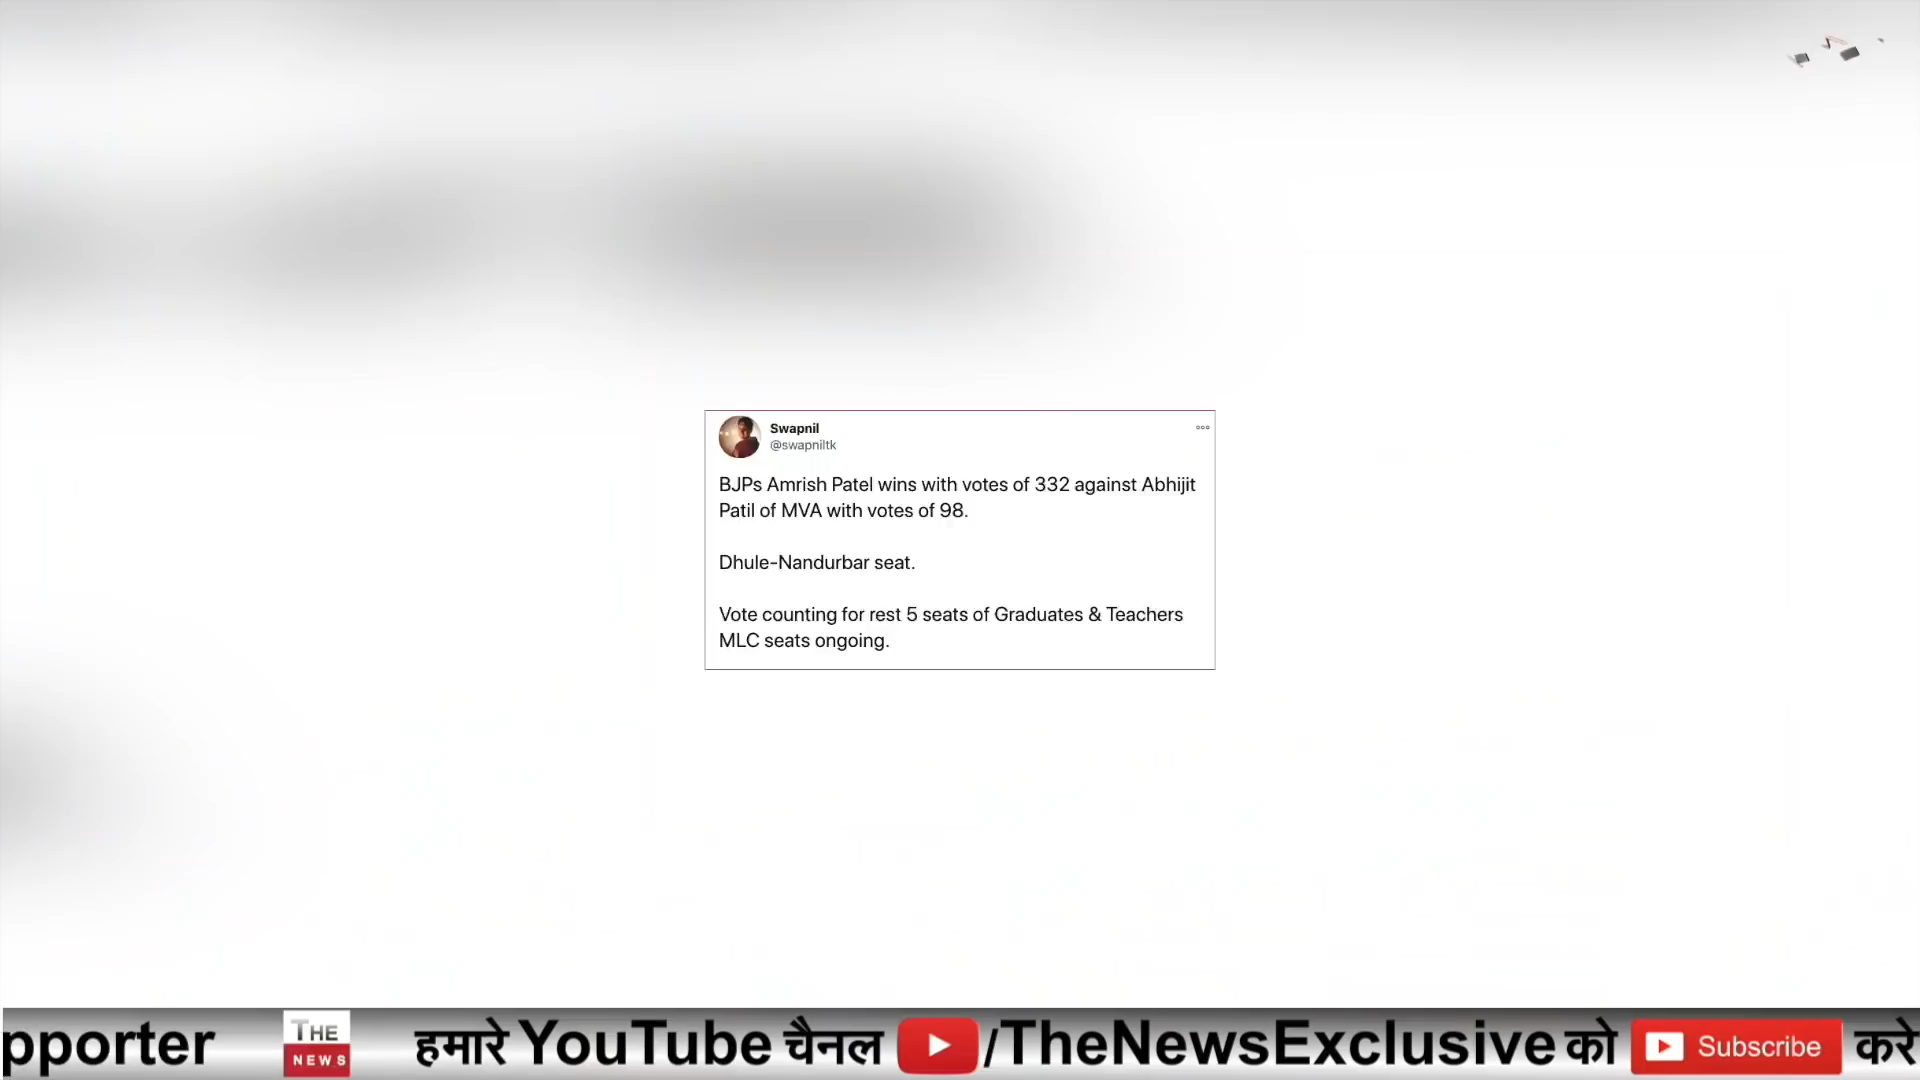 Swapnil
@swapniltk
BJPs Amrish Patel wins with votes of 332 against Abhijit
Patil of MVA with votes of 98.
Dhule-Nandurbar seat.
Vote counting for rest 5 seats of Graduates & Teachers
MLC seats ongoing.
pporter THE NEWS हमारे YouTube चैनल /TheNewsExclusive को Subscribe करे